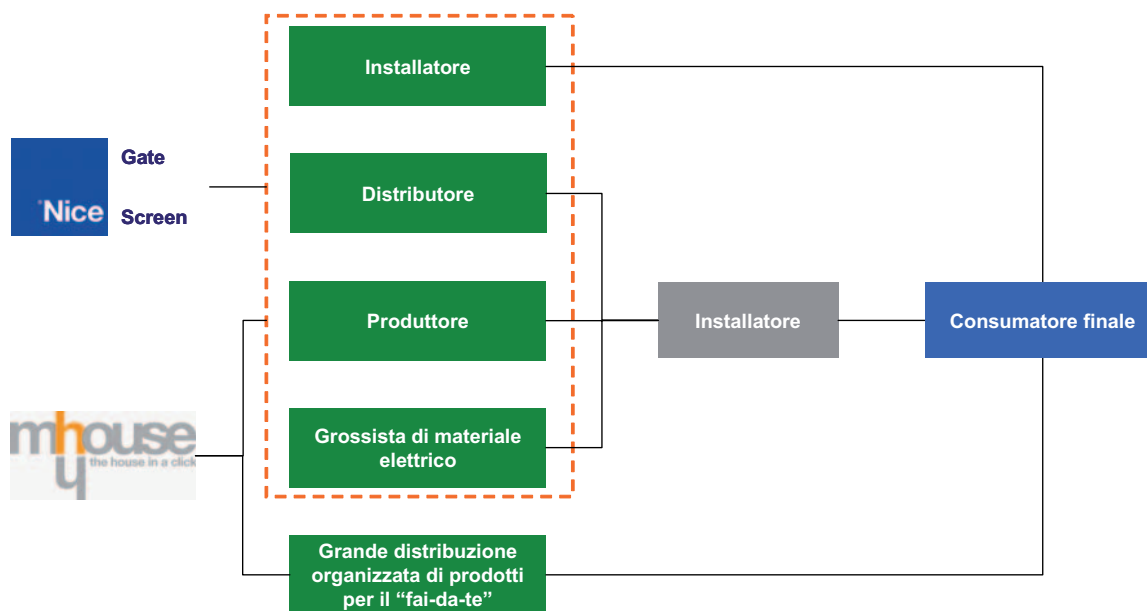 Installatore
Gate
Nice
Screen
Distributore
Produttore
Installatore
Consumatore finale
mhouse
the house in a click
Grossista di materiale
elettrico
Grande distribuzione
organizzata di prodotti
per il “fai-da-te”